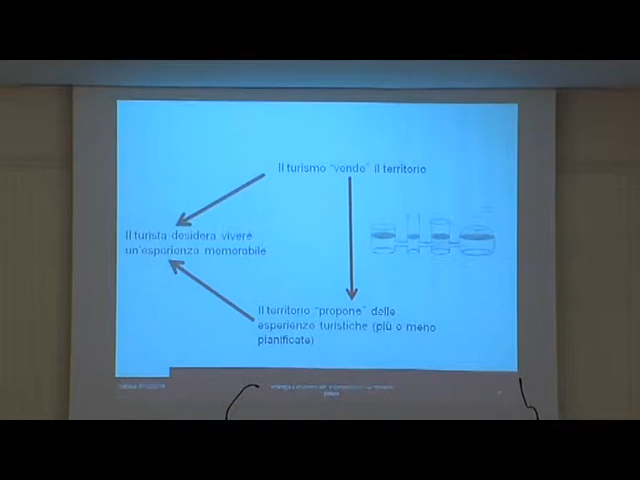 Il turismo "vende" il territorio
Il turista desidera vivere
un'esperienza memorabile
Il territorio "propone" delle
esperienze turistiche (più o meno
pianificate)